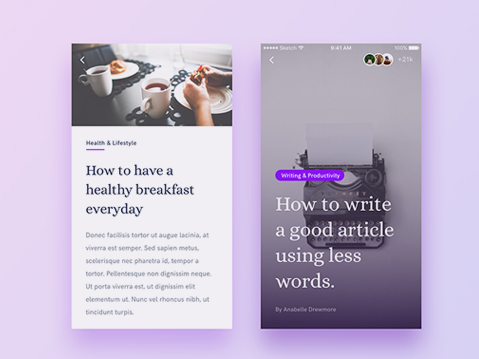 Health & Lifestyle
How to have a
healthy breakfast
everyday
Donec facilisis tortor ut augue lacinia, at
viverra est semper. Sed sapien metus,
scelerisque nec pharetra id, tempor a
tortor. Pellentesque non dignissim neque.
Ut porta viverra est, ut dignissim elit
elementum ut. Nunc vel rhoncus nibh, ut
tincidunt turpis.
Sketch 9:41 AM 100%
+21k
Writing & Productivity
How to write
a good article
using less
words.
By Anabelle Drewmore